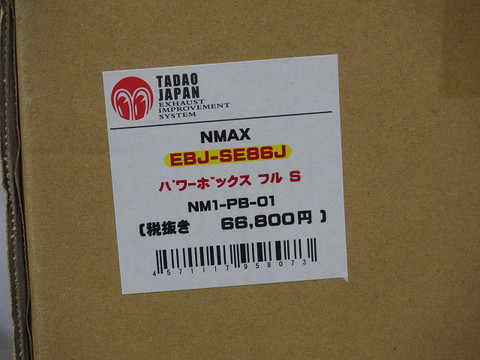 TADAO
JAPAN
EXHAUST
IMPROVEMENT
SYSTEM
NMAX
EBJ-SE86J
パワーボックス フル S
NM1-PB-01
〔税抜き 66,800円〕
4571117958073